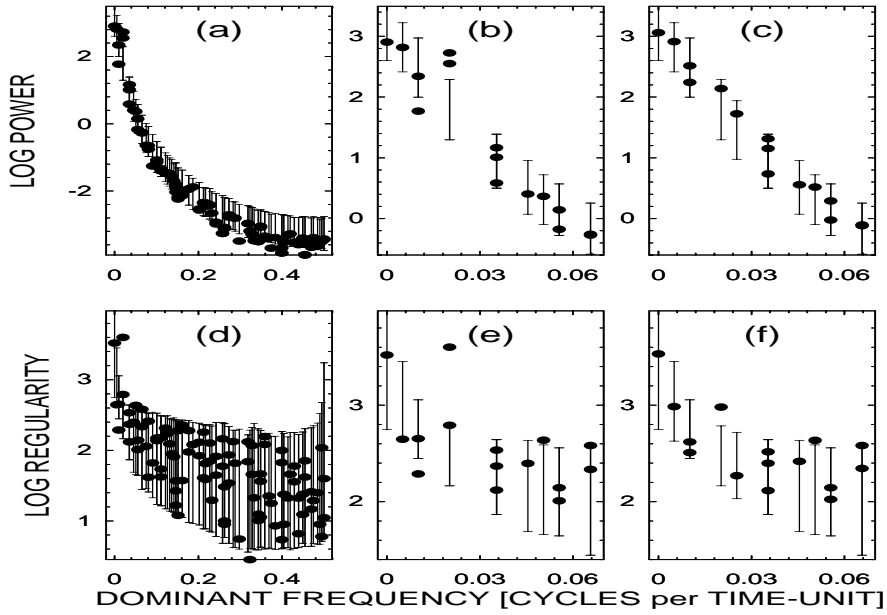 (a) (b) (c)
LOG POWER
2
0
-2
0 0.2 0.4
3
2
1
0
0 0.03 0.06
3
2
1
0
0 0.03 0.06
(d) (e) (f)
LOG REGULARITY
3
2
1
0 0.2 0.4
3
2
0 0.03 0.06
3
2
0 0.03 0.06
DOMINANT FREQUENCY [CYCLES per TIME-UNIT]